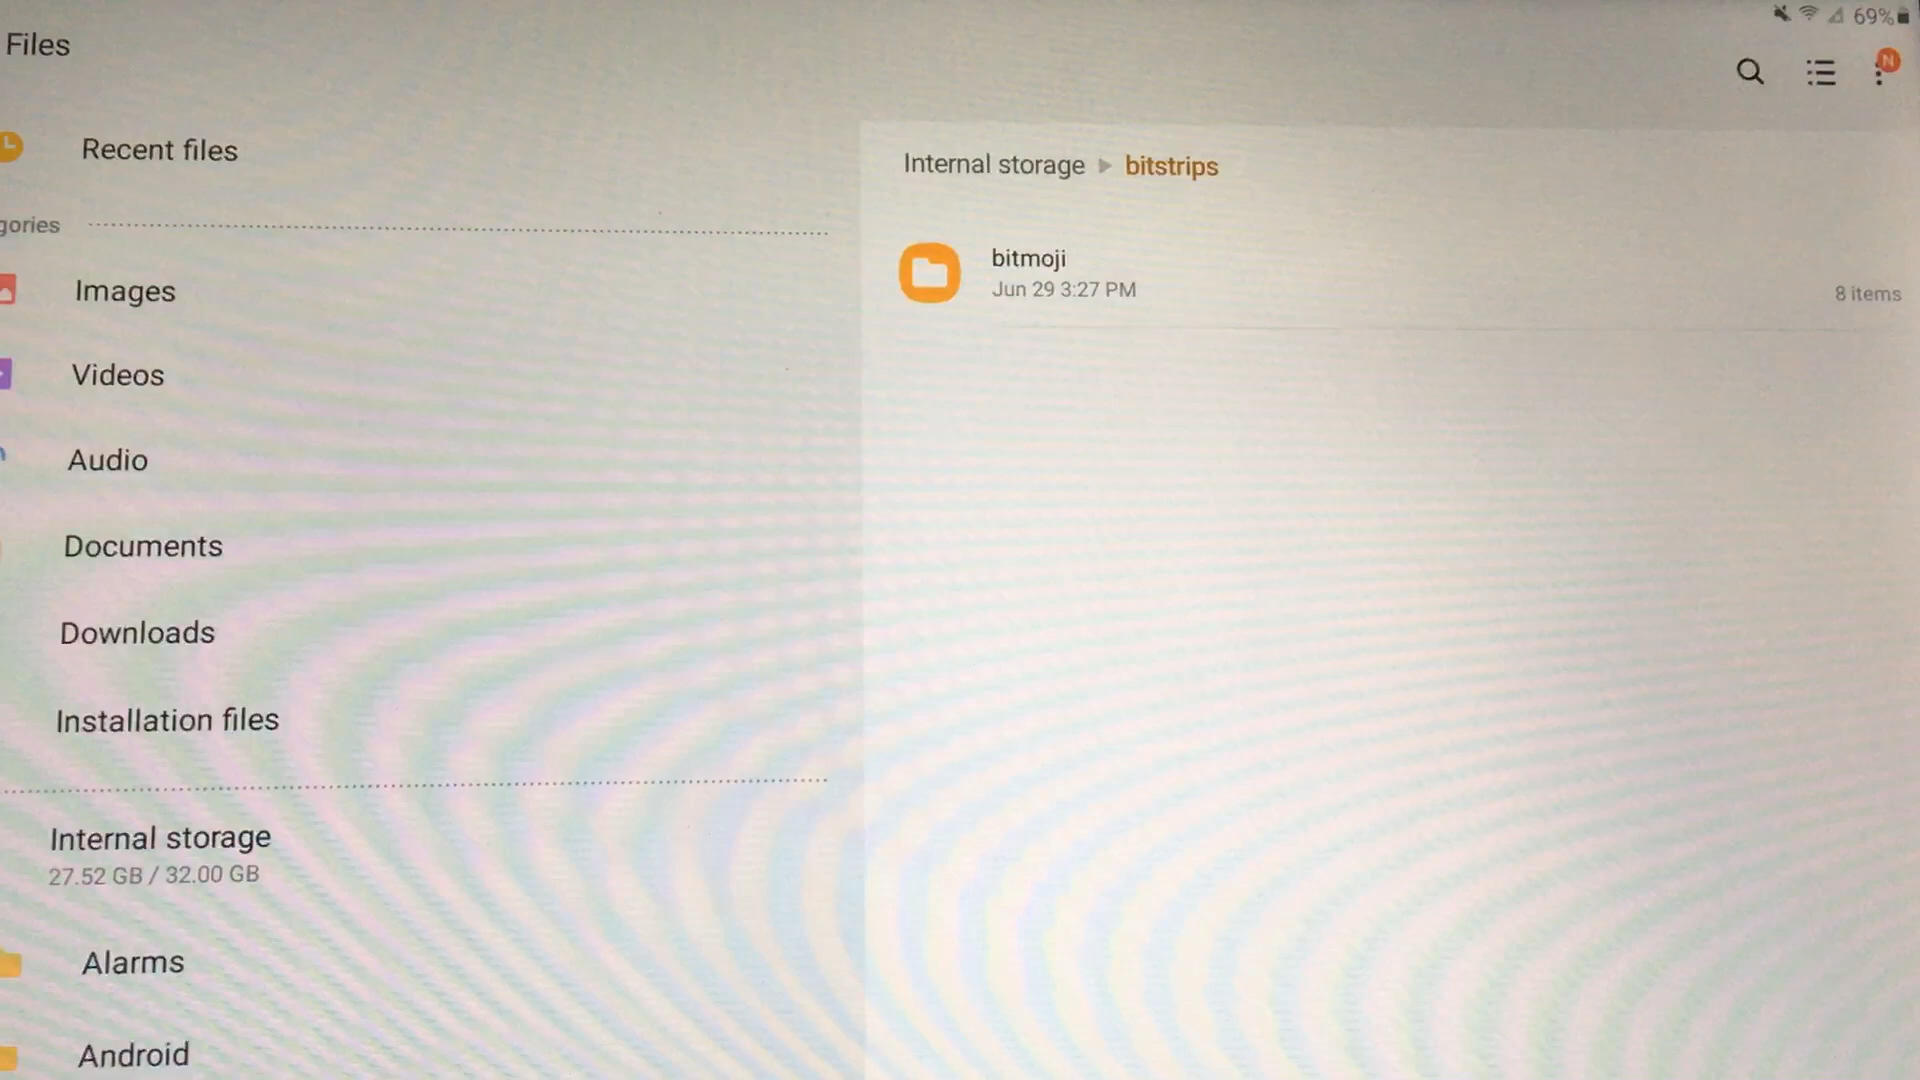 69%
Files
N
Recent files
gories
Images
Videos
Audio
Documents
Downloads
Installation files
Internal storage
27.52 GB / 32.00 GB
Alarms
Android
Internal storage ▸ bitstrips
bitmoji
Jun 29 3:27 PM
8 items